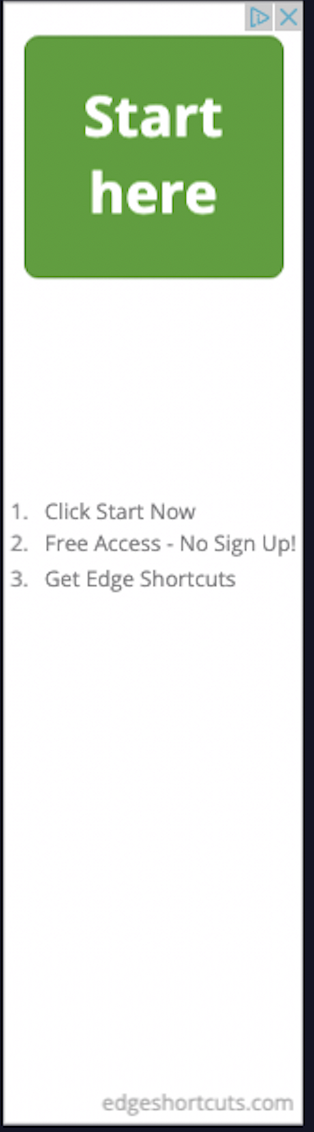 Start
here
1. Click Start Now
2. Free Access - No Sign Up!
3. Get Edge Shortcuts
edgeshortcuts.com